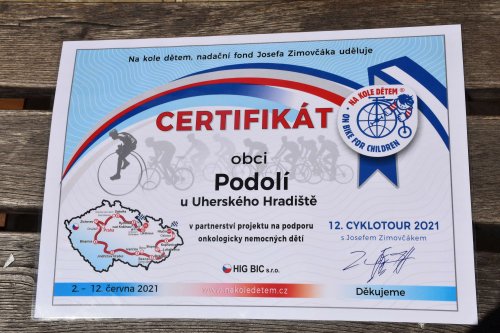 Na kole dětem, nadační fond Josefa Zimovčáka uděluje
NA KOLE DĚTEM
ON BIKE FOR CHILDREN
CERTIFIKÁT
obci
Podolí
u Uherského Hradiště
v partnerství projektu na podporu
onkologicky nemocných dětí
12. CYKLOTOUR 2021
s Josefem Zimovčákem
HIG BIC s.r.o.
2. – 12. června 2021
www.nakoledetem.cz
Děkujeme